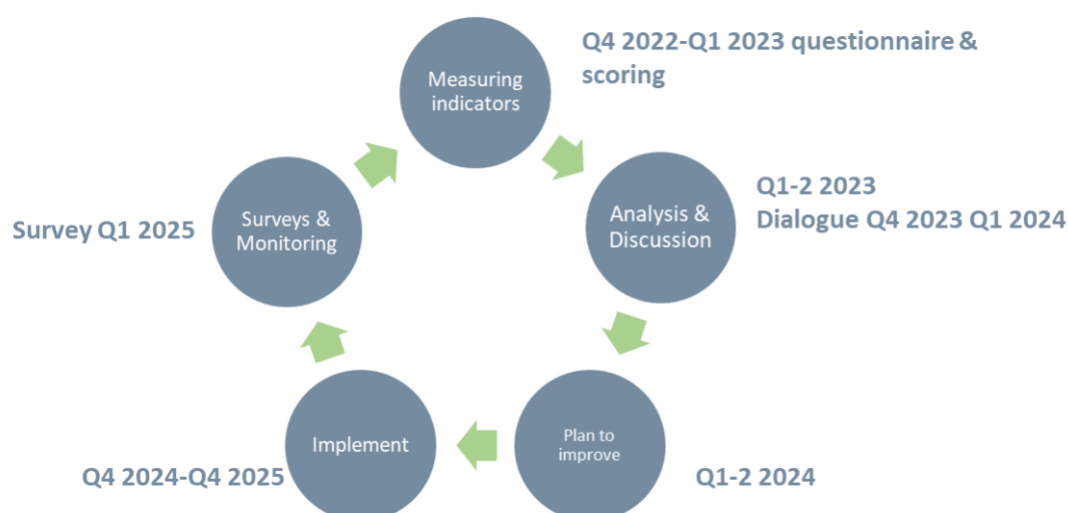 Measuring
indicators
Q4 2022-Q1 2023 questionnaire &
scoring
Analysis &
Discussion
Q1-2 2023
Dialogue Q4 2023 Q1 2024
Plan to
improve
Q1-2 2024
Implement
Q4 2024-Q4 2025
Surveys &
Monitoring
Survey Q1 2025